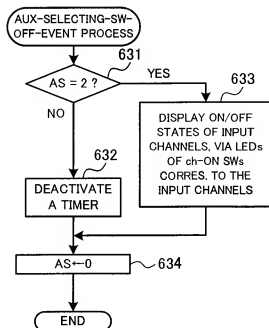 AUX-SELECTING-SW-
OFF-EVENT PROCESS
631
AS = 2 ?
YES
633
NO
DISPLAY ON/OFF
STATES OF INPUT
CHANNELS, VIA LEDs
OF ch-ON SWs
CORRES. TO THE
INPUT CHANNELS
632
DEACTIVATE
A TIMER
AS←0
634
END